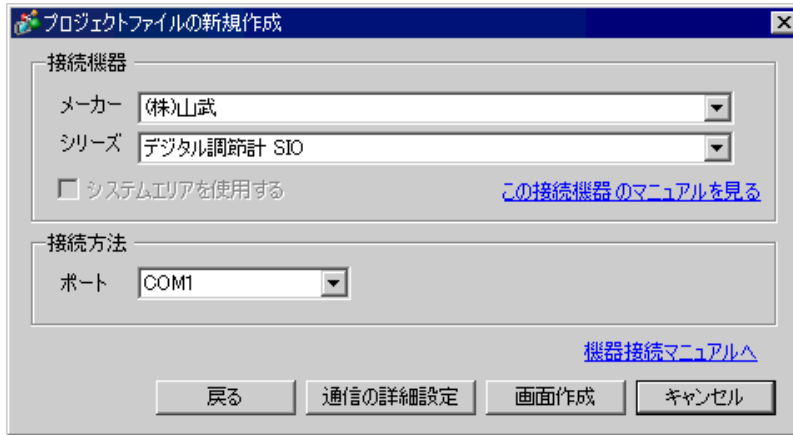 プロジェクトファイルの新規作成
接続機器
メーカー (株)山武
シリーズ デジタル調節計 SIO
システムエリアを使用する この接続機器のマニュアルを見る
接続方法
ポート COM1
機器接続マニュアルへ
戻る 通信の詳細設定 画面作成 キャンセル